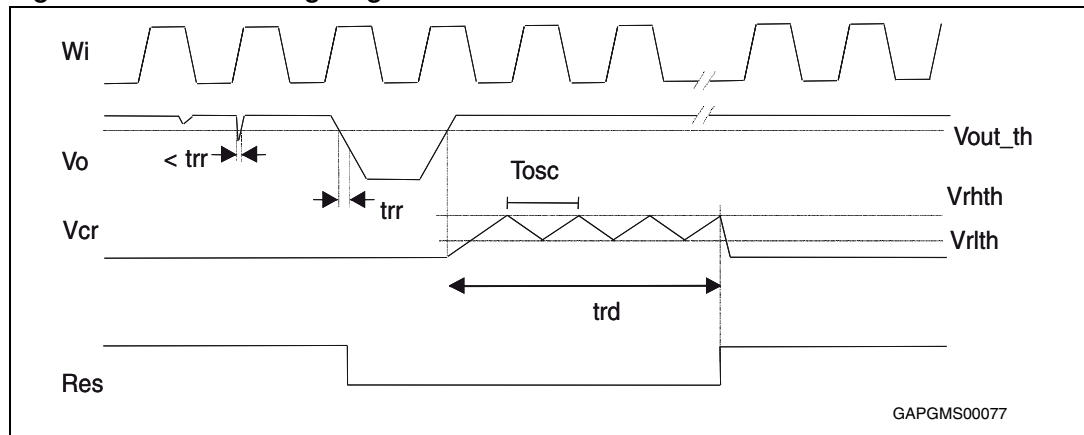 Wi
Vout_th
Vo
< trr
trr
Tosc
Vrhth
Vcr
Vrlth
trd
Res
GAPGMS00077